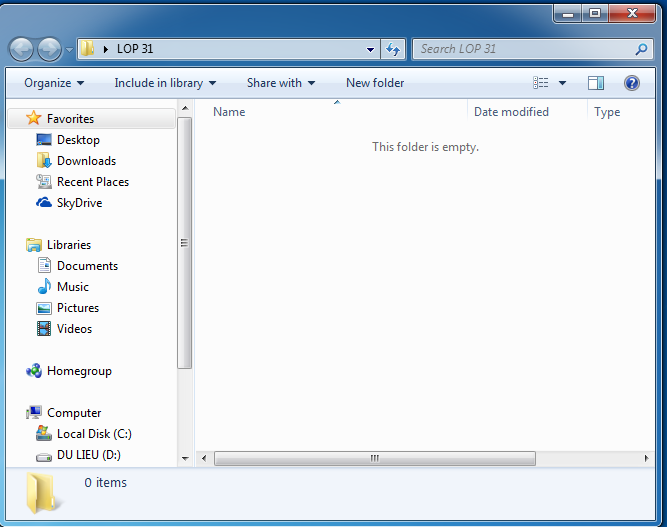 LOP 31
Search LOP 31
Organize Include in library Share with New folder
Name Date modified Type
This folder is empty.
Favorites
Desktop
Downloads
Recent Places
SkyDrive
Libraries
Documents
Music
Pictures
Videos
Homegroup
Computer
Local Disk (C:)
DU LIEU (D:)
0 items